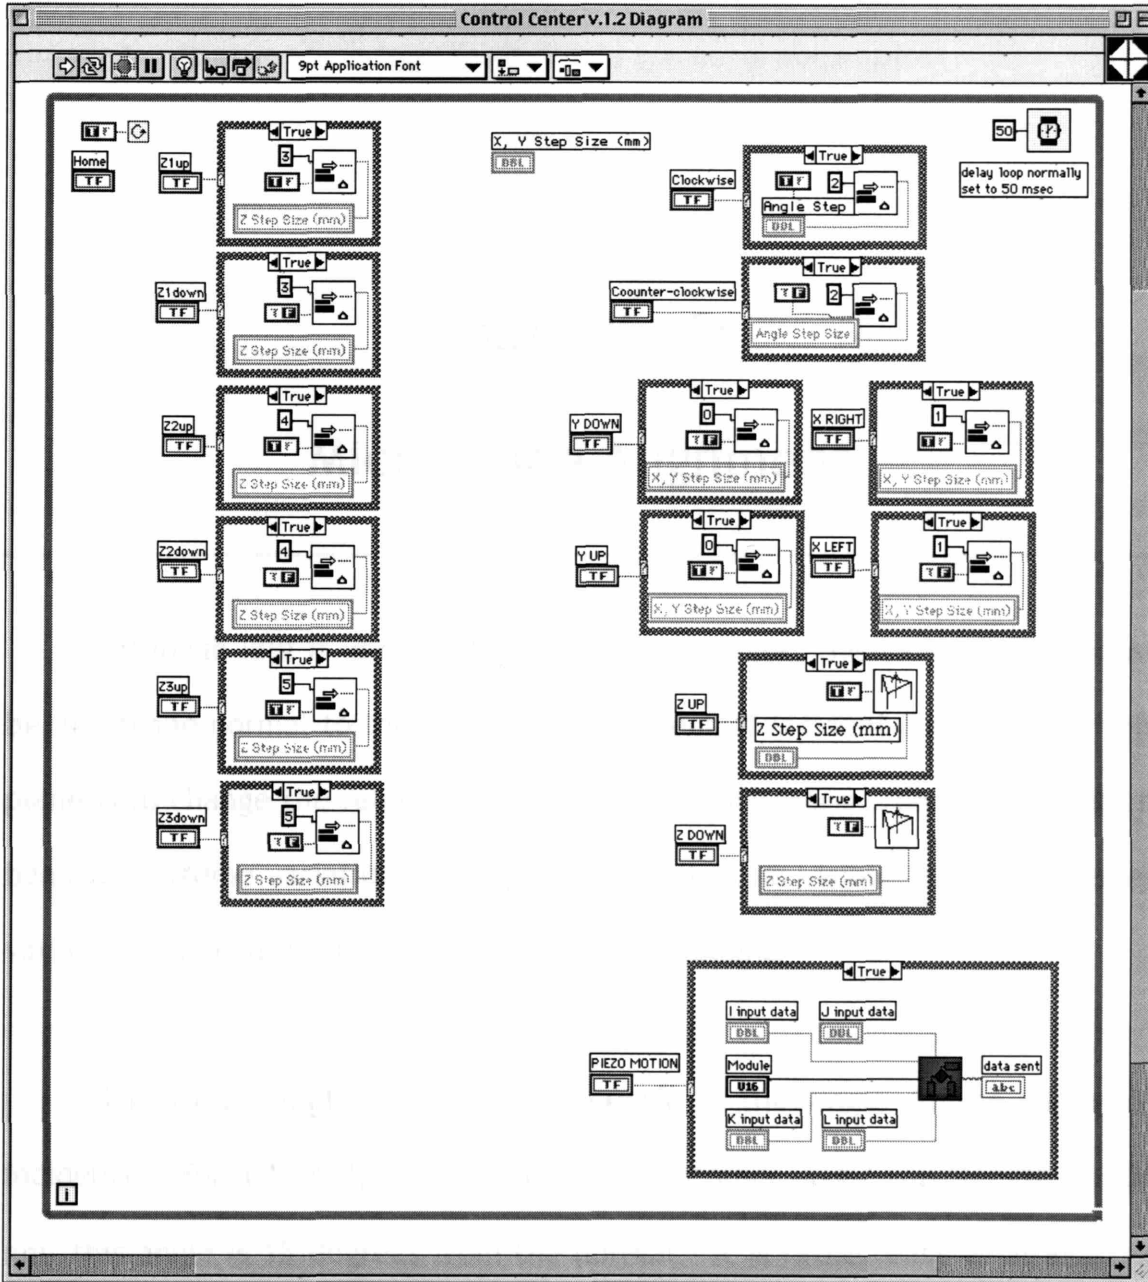 Control Center v.1.2 Diagram
9pt Application Font
T F
Home
TF
Z1up
TF
True
3
T F
Z Step Size (mm)
Z1down
TF
True
3
T F
Z Step Size (mm)
Z2up
TF
True
4
T F
Z Step Size (mm)
Z2down
TF
True
4
T F
Z Step Size (mm)
Z3up
TF
True
5
T F
Z Step Size (mm)
Z3down
TF
True
5
T F
Z Step Size (mm)
X, Y Step Size (mm)
DBL
50
delay loop normally
set to 50 msec
Clockwise
TF
True
T F
2
Angle Step
DBL
Coounter-clockwise
TF
True
T F
2
Angle Step Size
Y DOWN
TF
True
0
T F
X, Y Step Size (mm)
X RIGHT
TF
True
1
T F
X, Y Step Size (mm)
Y UP
TF
True
0
T F
X, Y Step Size (mm)
X LEFT
TF
True
1
T F
X, Y Step Size (mm)
Z UP
TF
True
T F
Z Step Size (mm)
DBL
Z DOWN
TF
True
T F
Z Step Size (mm)
PIEZO MOTION
TF
True
I input data
DBL
J input data
DBL
Module
U16
data sent
abc
K input data
DBL
L input data
DBL
i